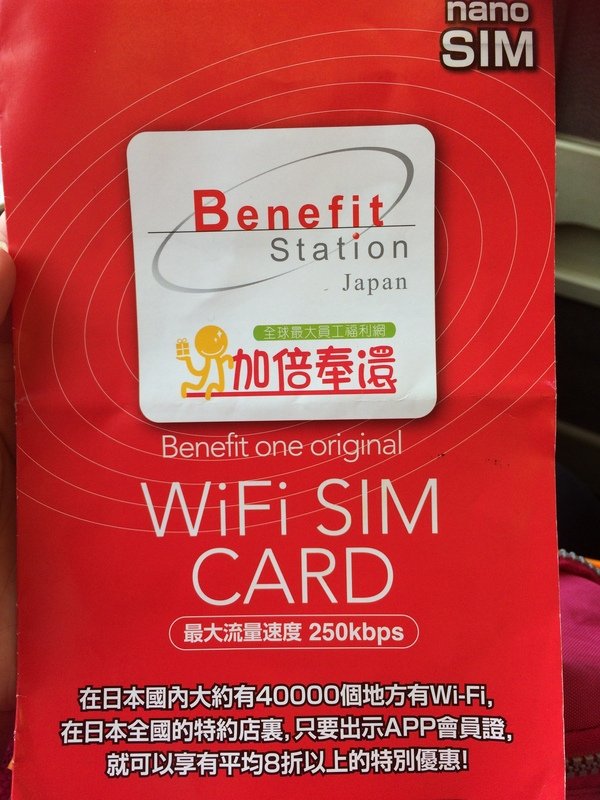 nano
SIM
Benefit
Station
Japan
全球最大員工福利網
加倍奉還
Benefit one original
WiFi SIM
CARD
最大流量速度 250kbps
在日本國內大約有40000個地方有Wi-Fi,
在日本全國的特約店裏,只要出示APP會員證,
就可以享有平均8折以上的特別優惠!